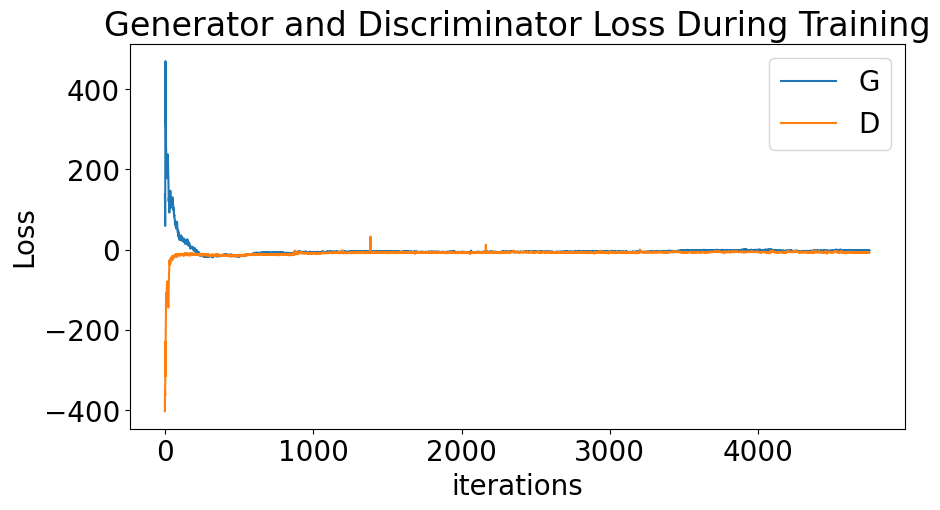 Generator and Discriminator Loss During Training
G
D
400
200
0
−200
−400
Loss
0 1000 2000 3000 4000
iterations